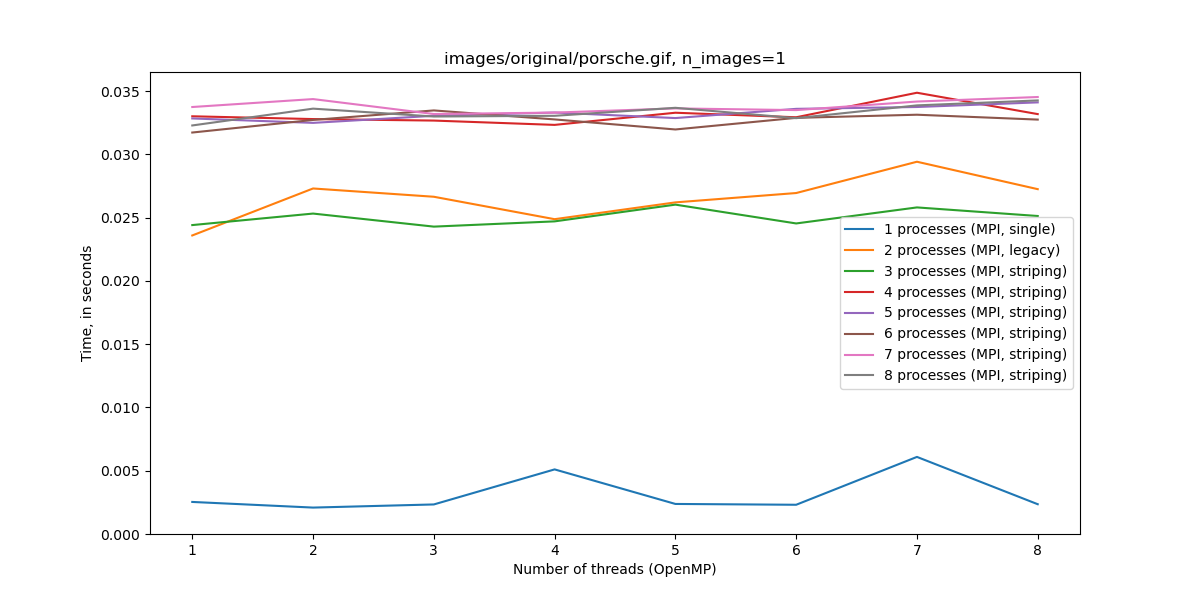 images/original/porsche.gif, n_images=1
Time, in seconds
0.035
0.030
0.025
0.020
0.015
0.010
0.005
0.000
1 processes (MPI, single)
2 processes (MPI, legacy)
3 processes (MPI, striping)
4 processes (MPI, striping)
5 processes (MPI, striping)
6 processes (MPI, striping)
7 processes (MPI, striping)
8 processes (MPI, striping)
1 2 3 4 5 6 7 8
Number of threads (OpenMP)